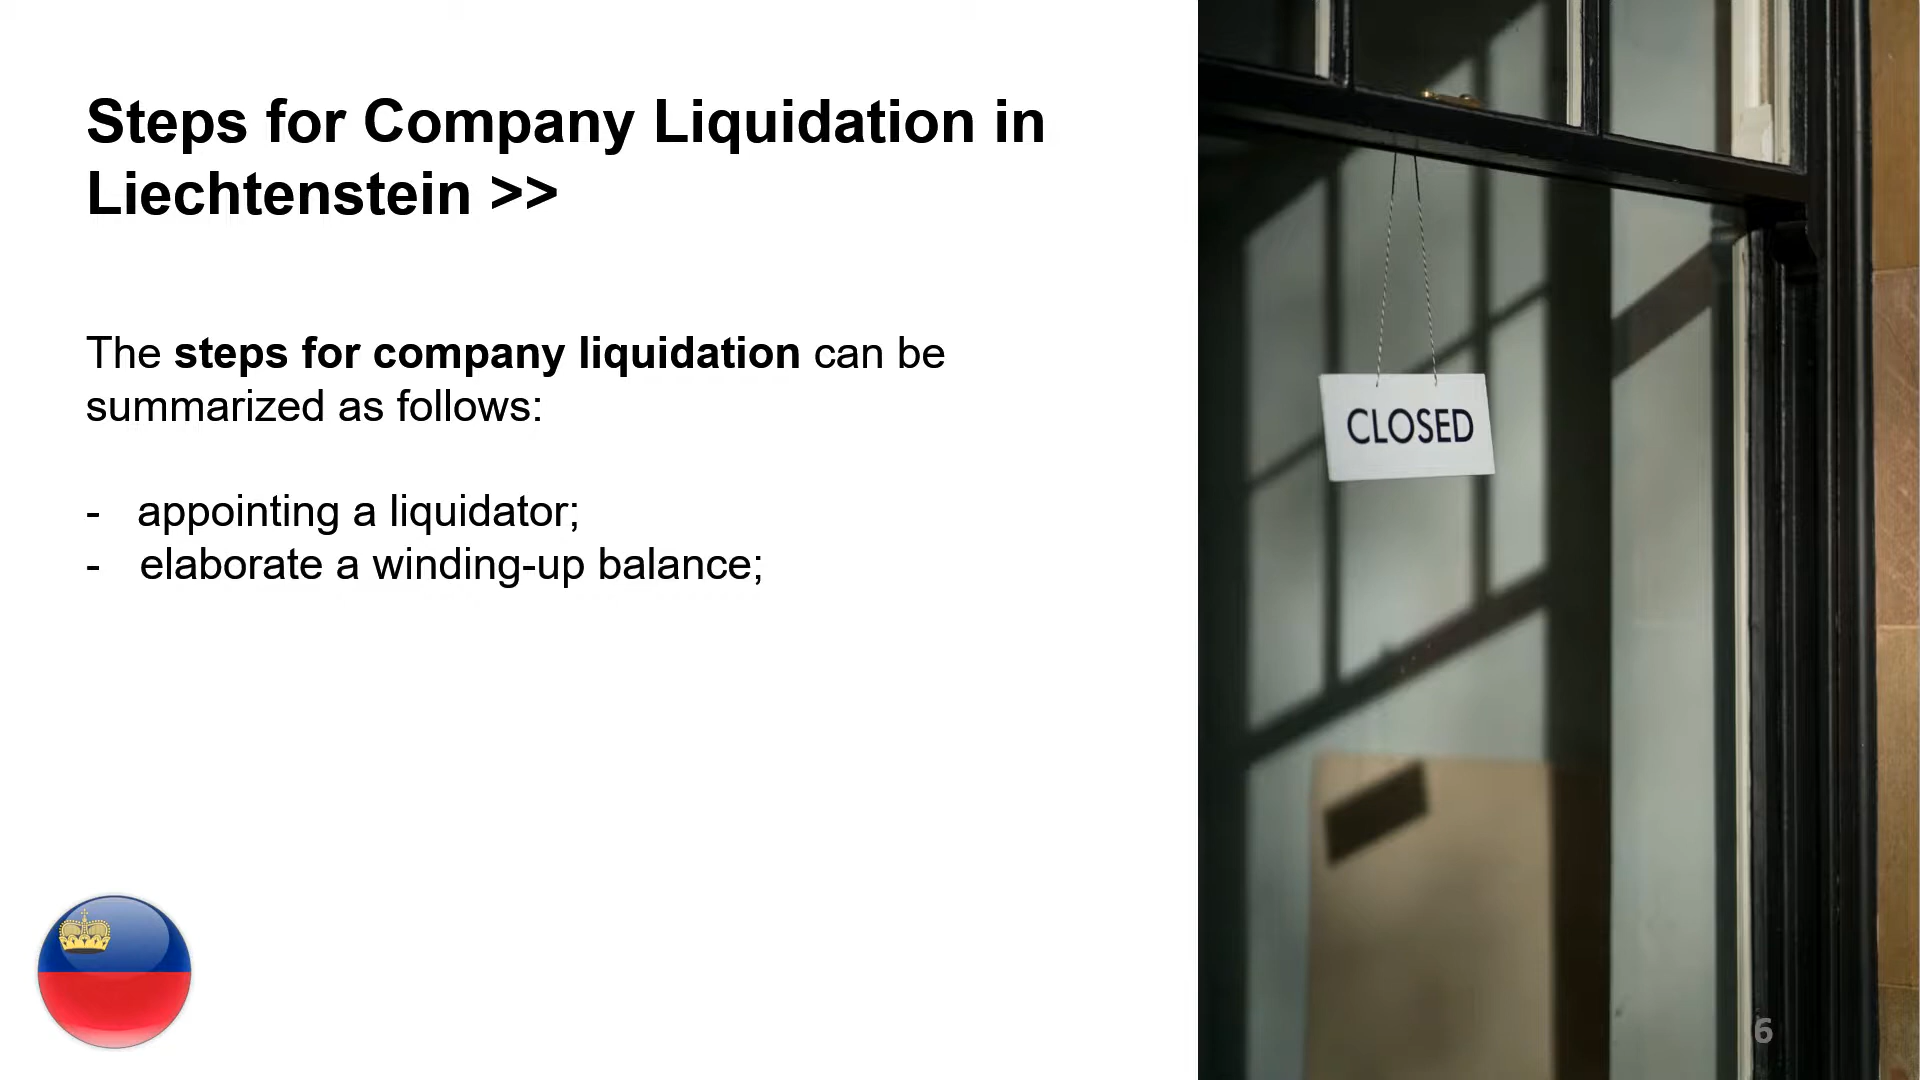 Steps for Company Liquidation in
Liechtenstein >>
The steps for company liquidation can be
summarized as follows:
- appointing a liquidator;
- elaborate a winding-up balance;
CLOSED
6